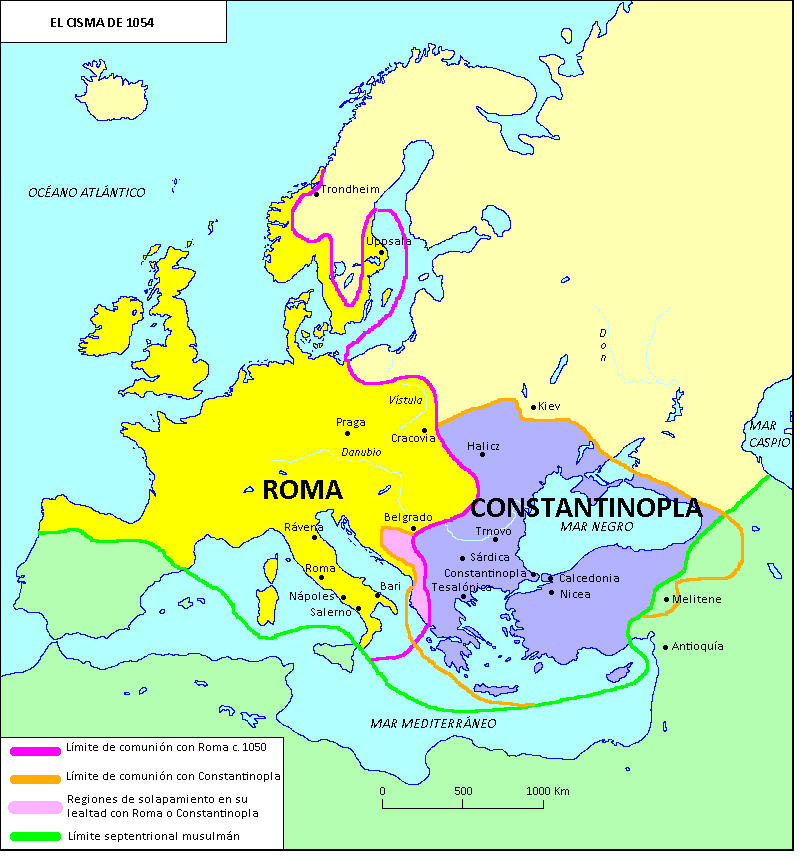 EL CISMA DE 1054
OCÉANO ATLÁNTICO
Trondheim
Uppsala
D
o
n
Vístula
Kiev
Praga
Cracovia
Halicz
MAR
CASPIO
Danubio
ROMA
CONSTANTINOPLA
MAR NEGRO
Belgrado
Rávena
Trnovo
Sárdica
Roma
Constantinopla
Calcedonia
Bari
Tesalónica
Nicea
Nápoles
Melitene
Salerno
Antioquía
MAR MEDITERRÁNEO
Límite de comunión con Roma c.1050
Límite de comunión con Constantinopla
Regiones de solapamiento en su
lealtad con Roma o Constantinopla
Límite septentrional musulmán
0 500 1000 Km